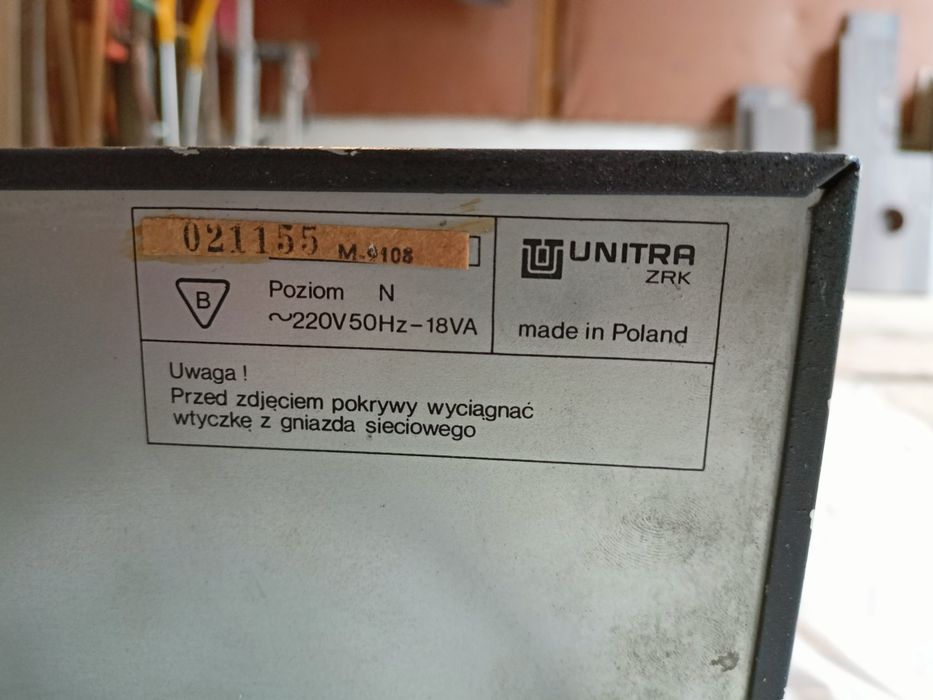 021155 M-9108
B
Poziom N
~220V50Hz-18VA
UNITRA
ZRK
made in Poland
Uwaga !
Przed zdjęciem pokrywy wyciągnąć
wtyczkę z gniazda sieciowego